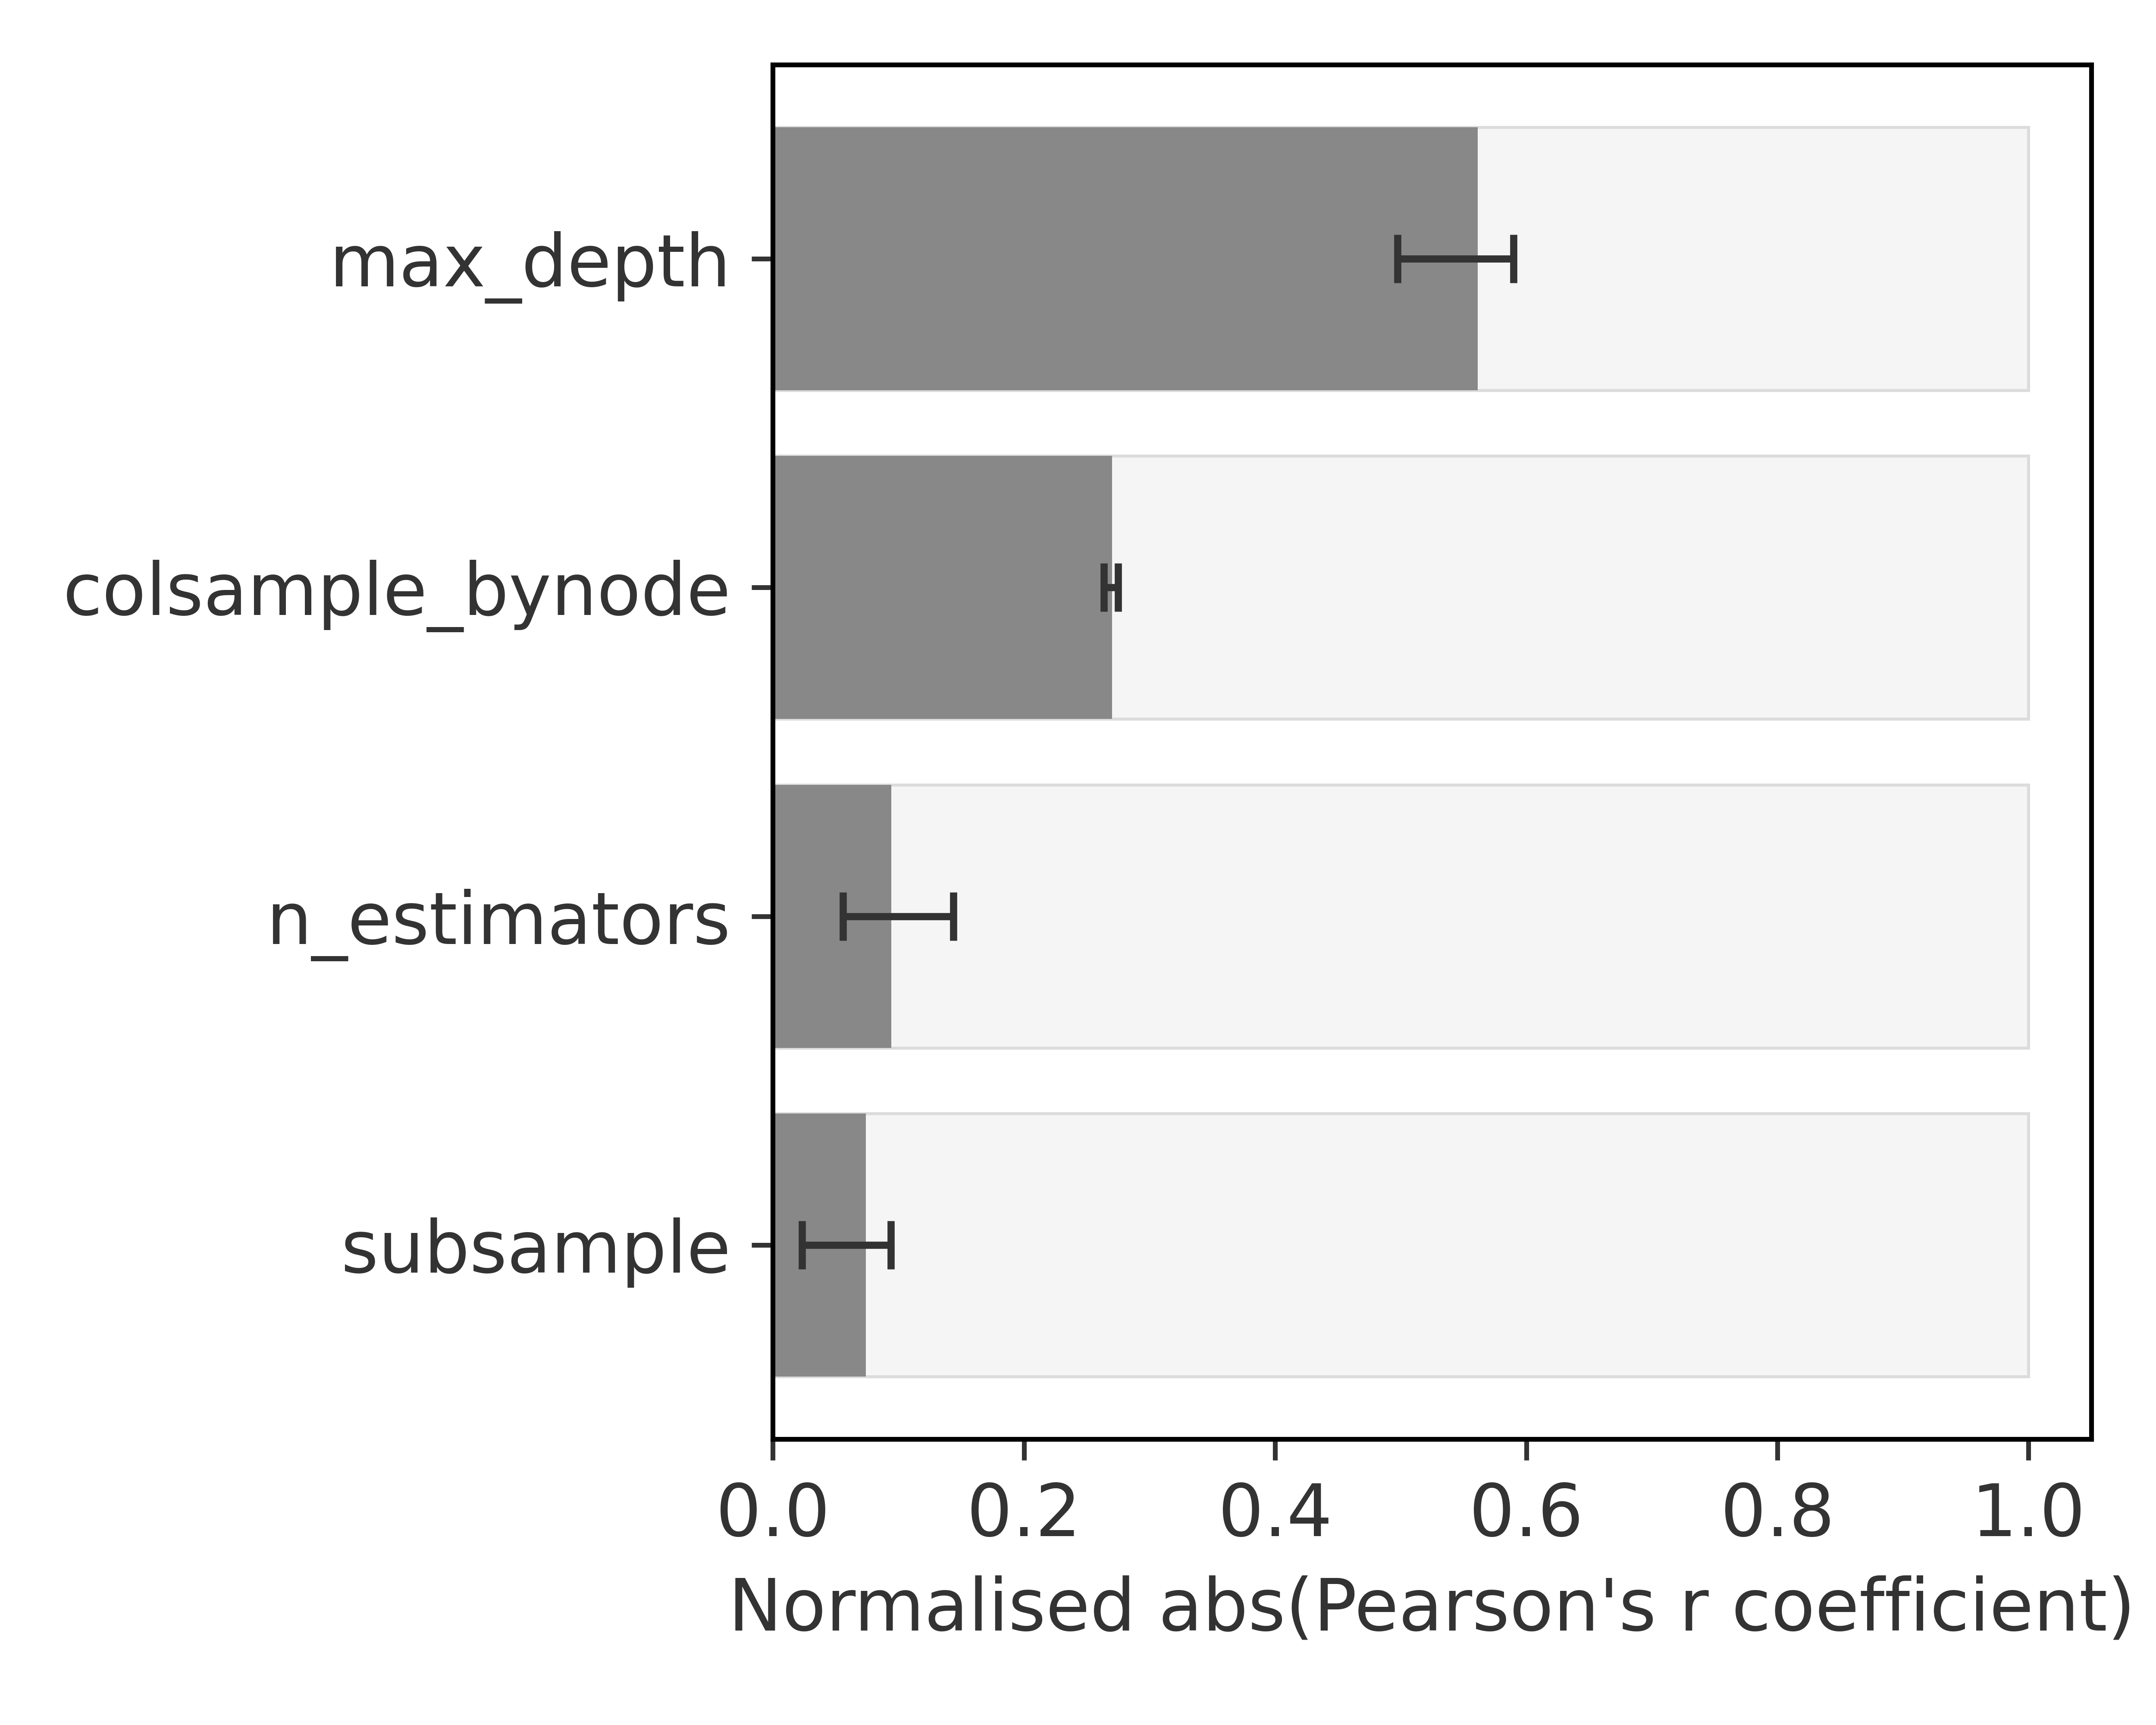 max_depth
colsample_bynode
n_estimators
subsample
0.0 0.2 0.4 0.6 0.8 1.0
Normalised abs(Pearson's r coefficient)